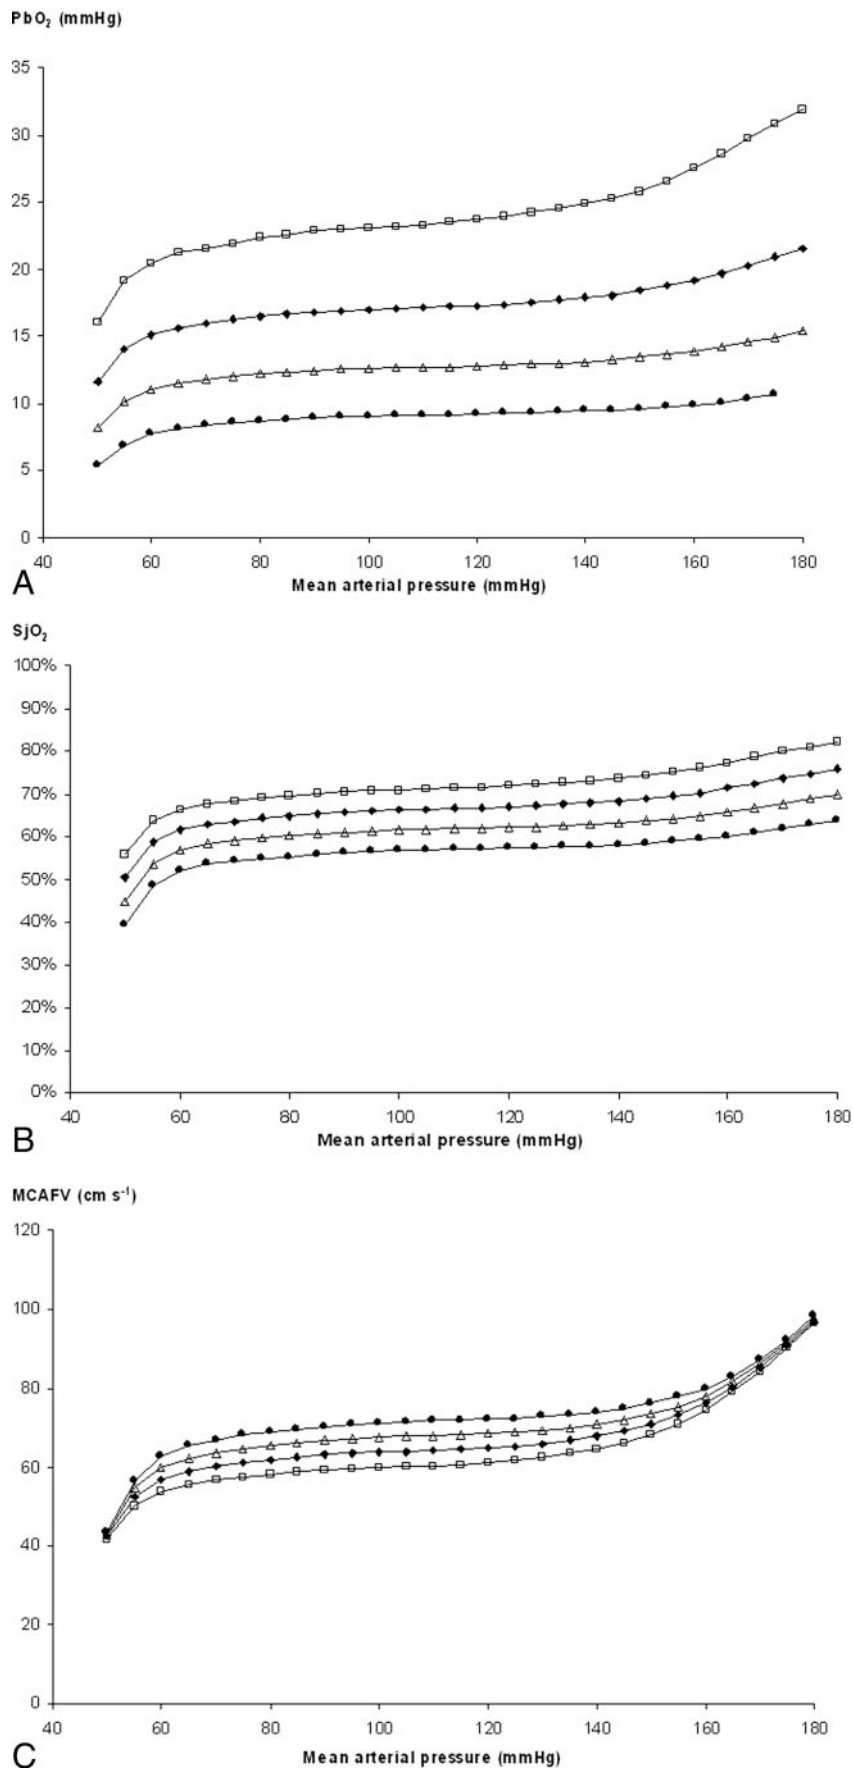 PbO₂ (mmHg)
35
30
25
20
15
10
5
0
40 60 80 100 120 140 160 180
Mean arterial pressure (mmHg)
A
SjO₂
100%
90%
80%
70%
60%
50%
40%
30%
20%
10%
0%
40 60 80 100 120 140 160 180
Mean arterial pressure (mmHg)
B
MCAFV (cm s⁻¹)
120
100
80
60
40
20
0
40 60 80 100 120 140 160 180
Mean arterial pressure (mmHg)
C